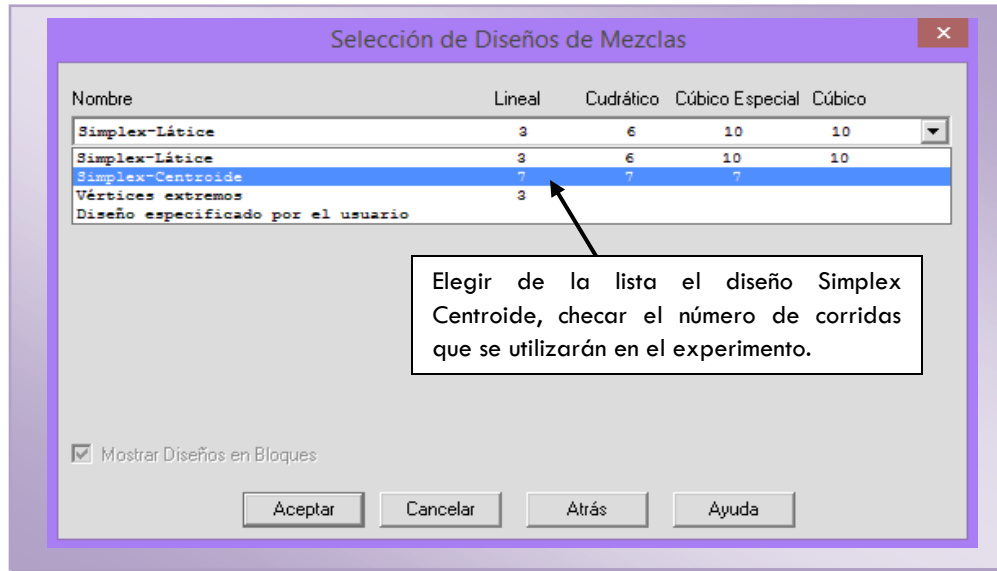 Selección de Diseños de Mezclas
Nombre Lineal Cudrático Cúbico Especial Cúbico
Simplex-Látice 3 6 10 10
Simplex-Látice 3 6 10 10
Simplex-Centroide 7 7 7
Vértices extremos 3
Diseño especificado por el usuario
Elegir de la lista el diseño Simplex
Centroide, checar el número de corridas
que se utilizarán en el experimento.
Mostrar Diseños en Bloques
Aceptar Cancelar Atrás Ayuda